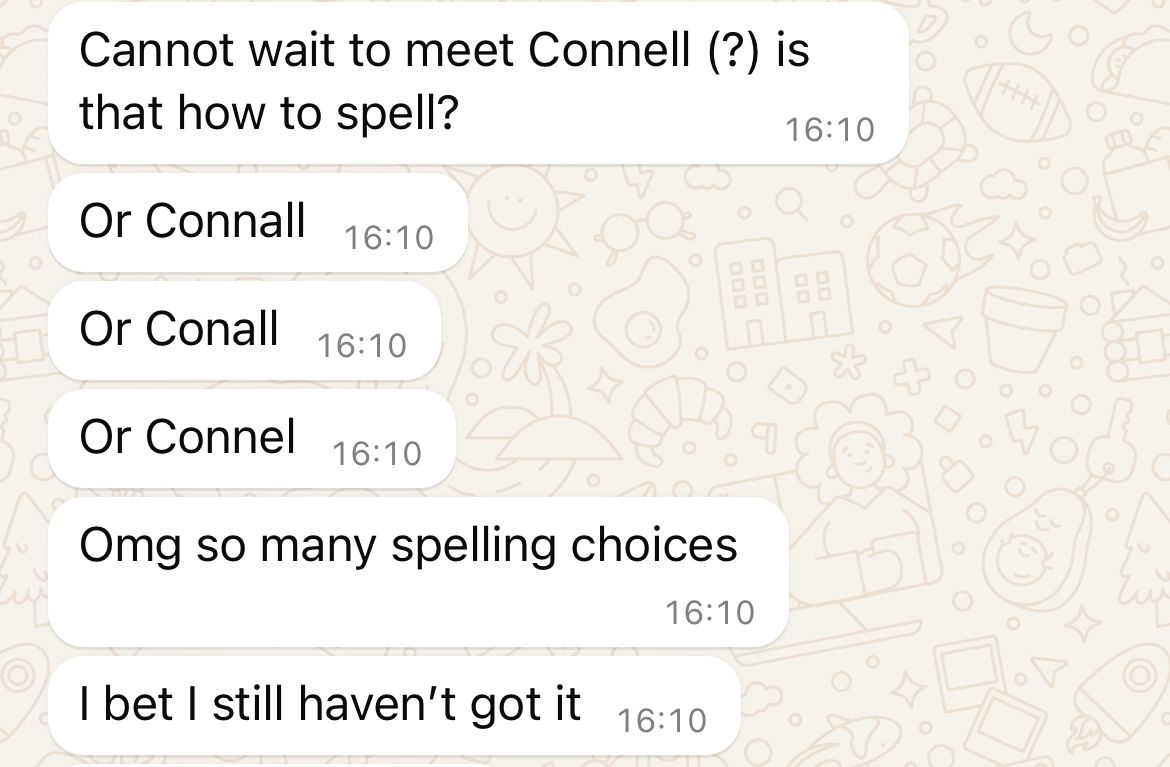 Cannot wait to meet Connell (?) is
that how to spell?
16:10
Or Connall 16:10
Or Conall 16:10
Or Connel 16:10
Omg so many spelling choices
16:10
I bet I still haven’t got it 16:10